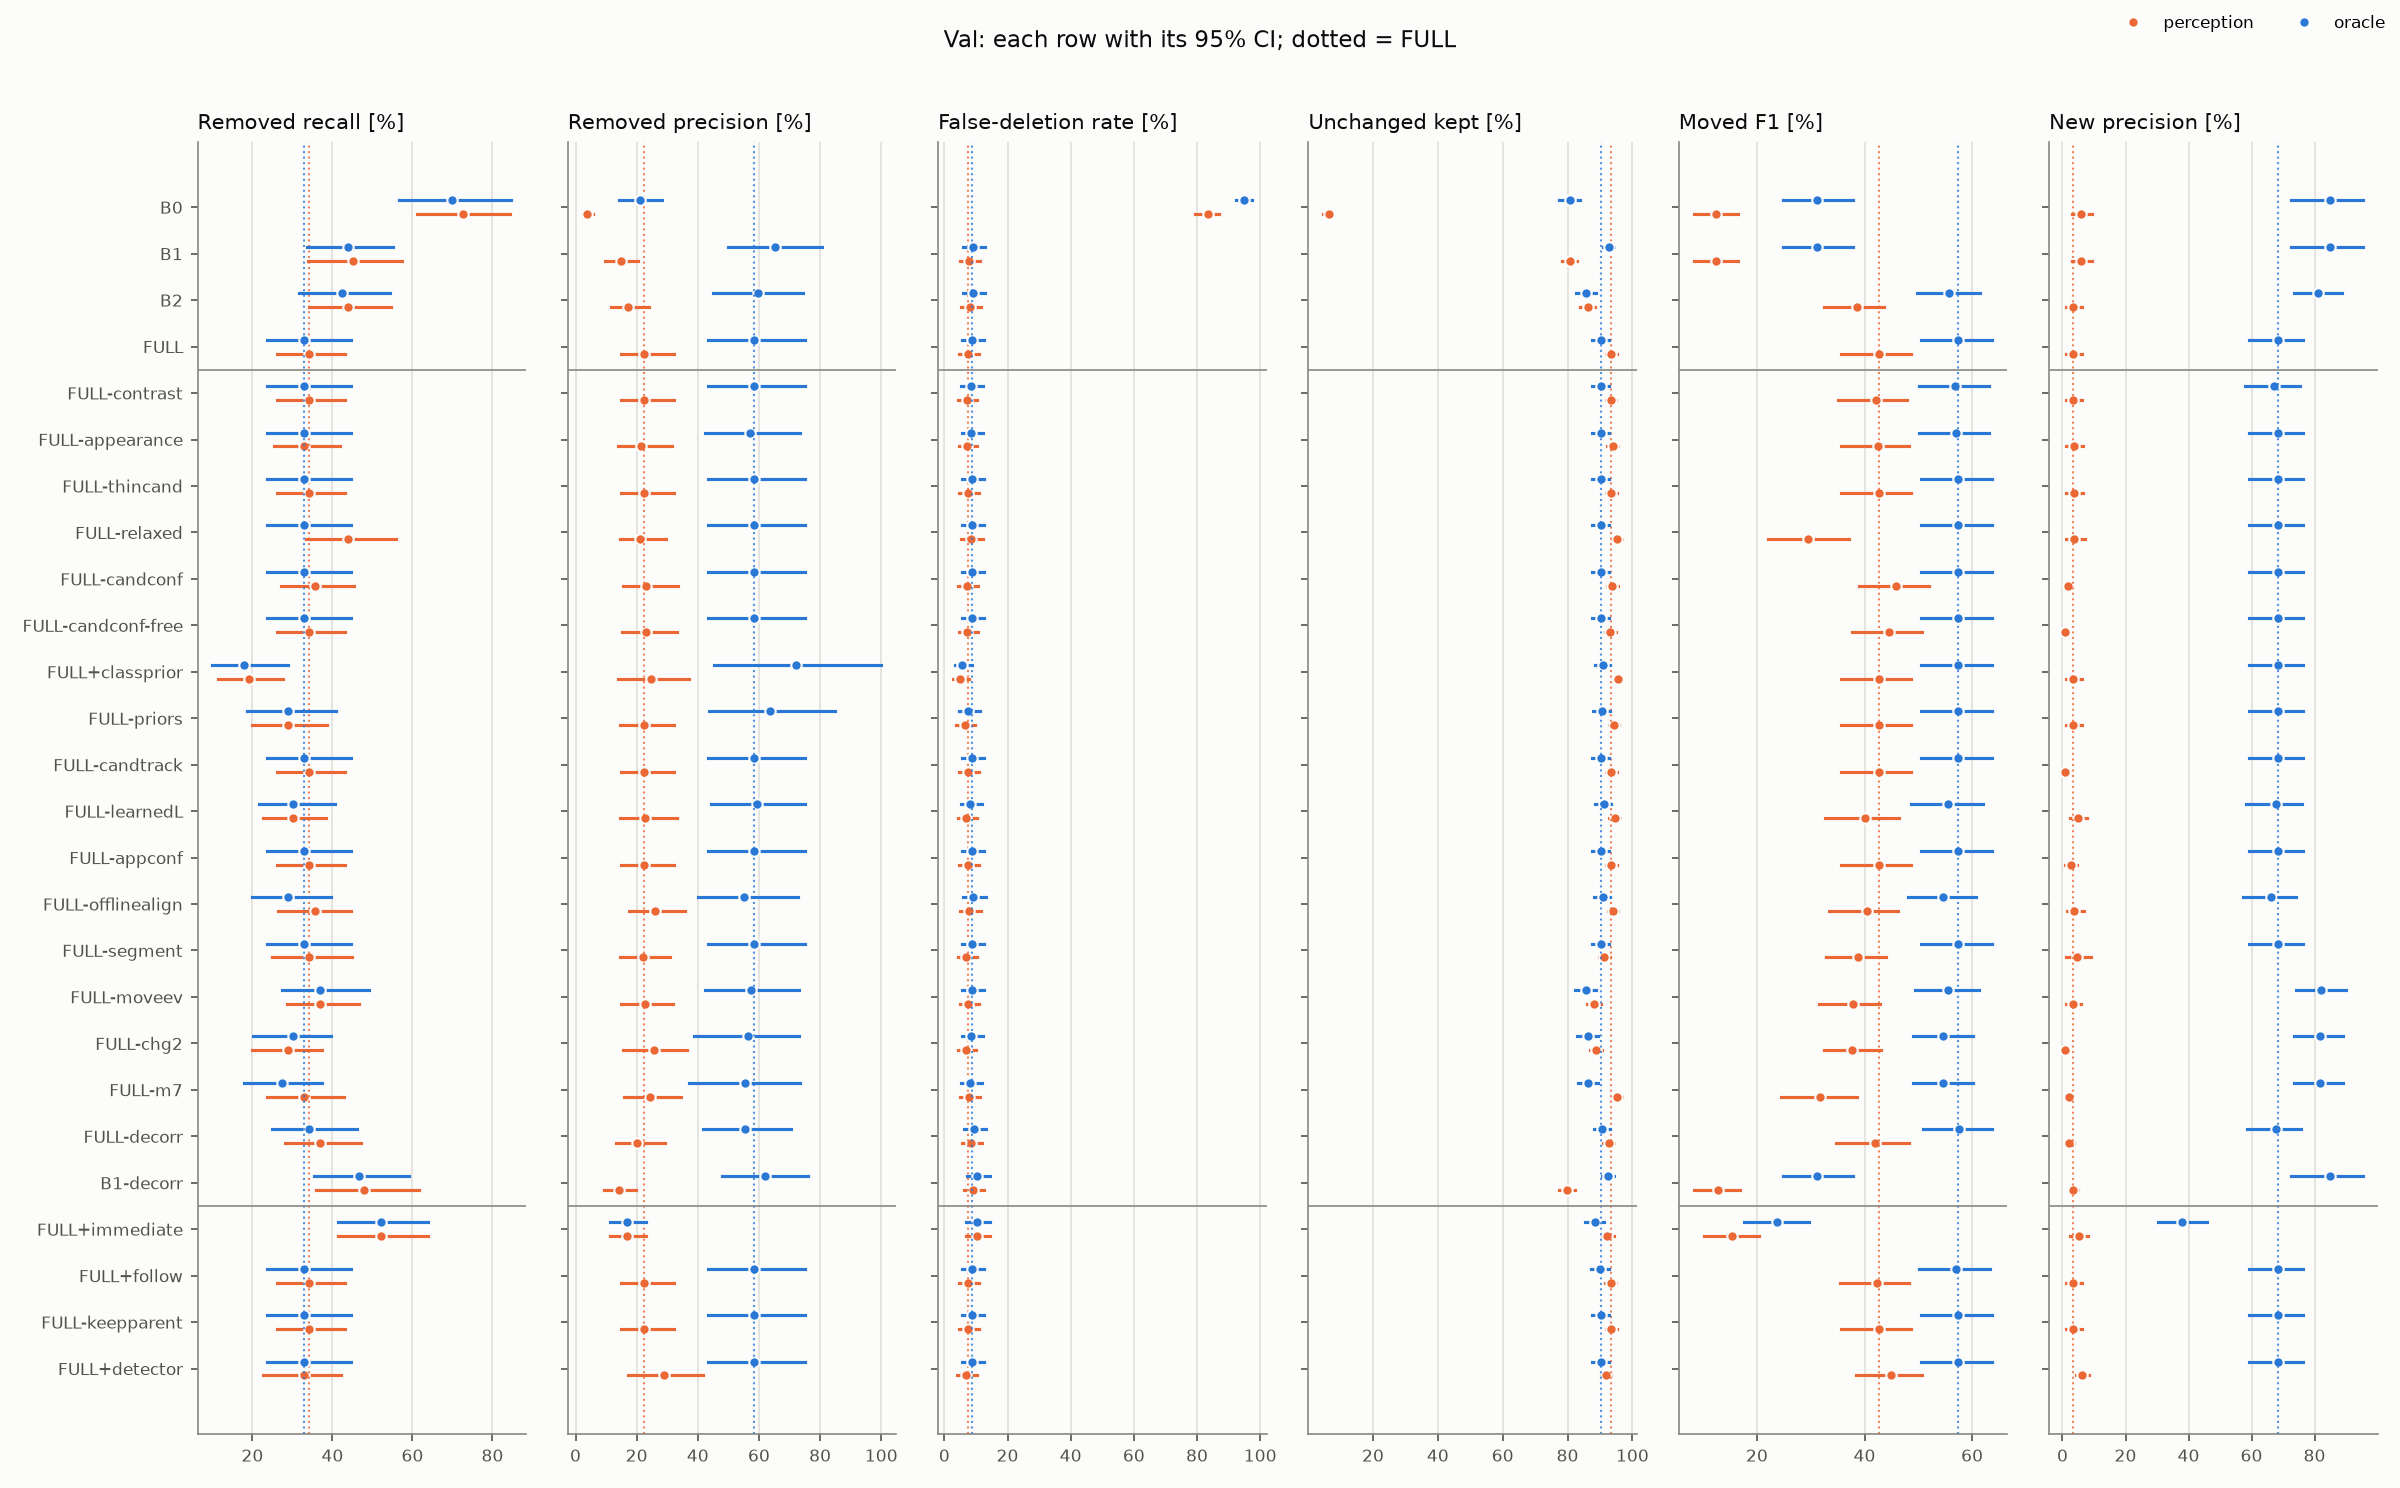 perception
oracle
Val: each row with its 95% CI; dotted = FULL
Removed recall [%]
Removed precision [%]
False-deletion rate [%]
Unchanged kept [%]
Moved F1 [%]
New precision [%]
B0
B1
B2
FULL
FULL-contrast
FULL-appearance
FULL-thincand
FULL-relaxed
FULL-candconf
FULL-candconf-free
FULL+classprior
FULL-priors
FULL-candtrack
FULL-learnedL
FULL-appconf
FULL-offlinealign
FULL-segment
FULL-moveev
FULL-chg2
FULL-m7
FULL-decorr
B1-decorr
FULL+immediate
FULL+follow
FULL-keepparent
FULL+detector
20 40 60 80
0 20 40 60 80 100
0 20 40 60 80 100
20 40 60 80 100
20 40 60
0 20 40 60 80